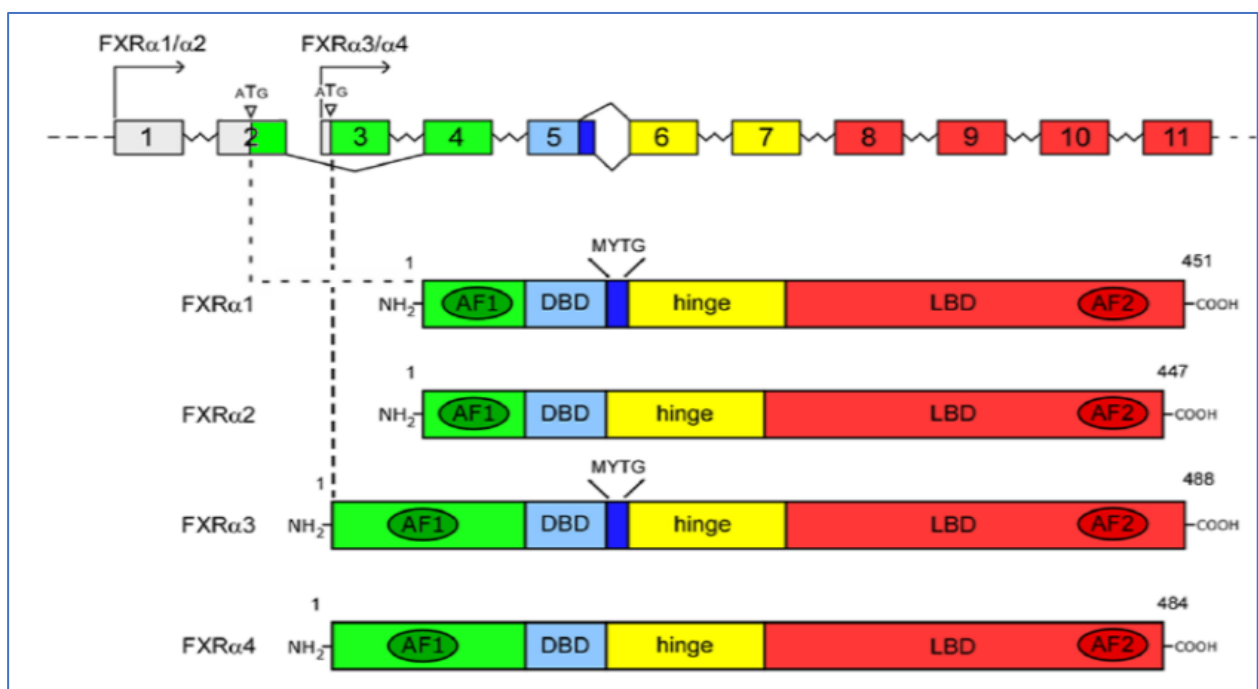 FXRα1/α2 FXRα3/α4
ATG ATG
1 2 3 4 5 6 7 8 9 10 11
MYTG
1 451
FXRα1 NH2 AF1 DBD hinge LBD AF2 COOH
1 447
FXRα2 NH2 AF1 DBD hinge LBD AF2 COOH
MYTG
1 488
FXRα3 NH2 AF1 DBD hinge LBD AF2 COOH
1 484
FXRα4 NH2 AF1 DBD hinge LBD AF2 COOH